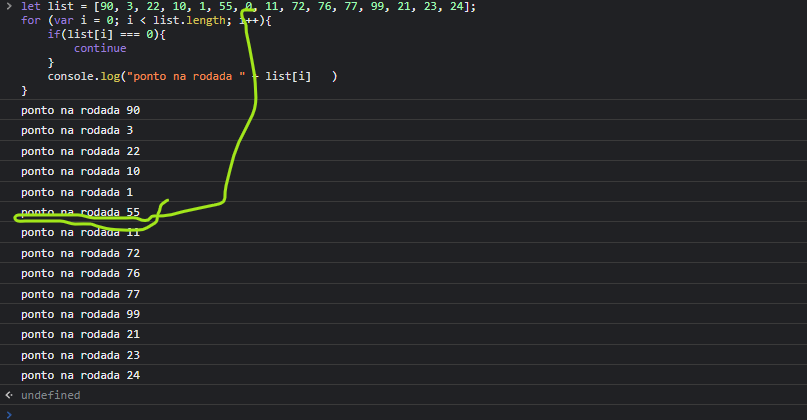 let list = [90, 3, 22, 10, 1, 55, 0, 11, 72, 76, 77, 99, 21, 23, 24];
for (var i = 0; i < list.length; i++){
if(list[i] === 0){
continue
}
console.log("ponto na rodada " + list[i]   )
}
ponto na rodada 90
ponto na rodada 3
ponto na rodada 22
ponto na rodada 10
ponto na rodada 1
ponto na rodada 55
ponto na rodada 11
ponto na rodada 72
ponto na rodada 76
ponto na rodada 77
ponto na rodada 99
ponto na rodada 21
ponto na rodada 23
ponto na rodada 24
undefined